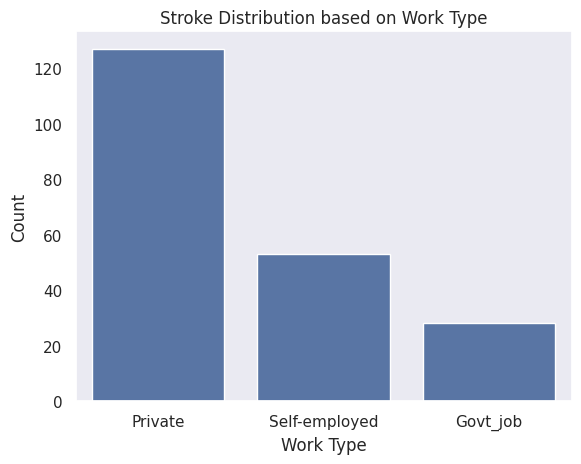 Stroke Distribution based on Work Type
Count
120
100
80
60
40
20
0
Private Self-employed Govt_job
Work Type